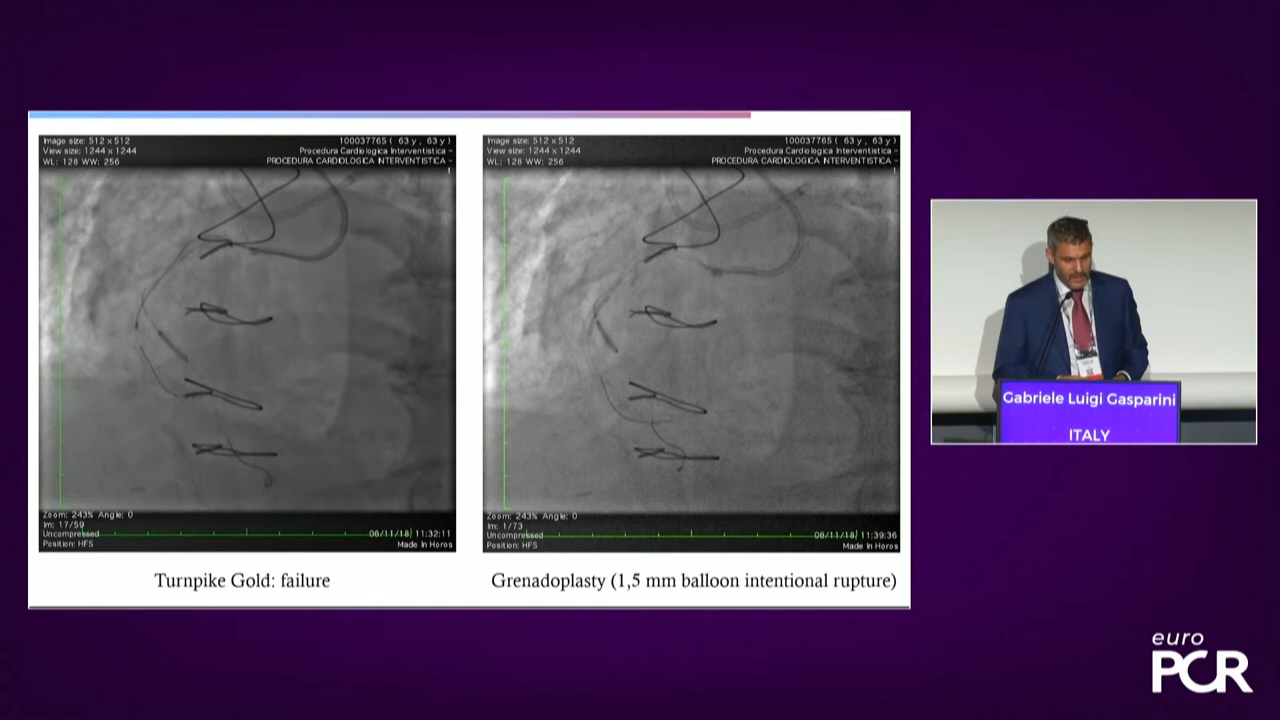 Image size: 512 x 512
View size: 1244 x 1244
WL: 128 WW: 256
100037765 ( 63 y, 63 y)
Procedura Cardiologica Interventistica -
PROCEDURA CARDIOLOGICA INTERVENTISTICA -
1
Zoom: 243% Angle: 0
Im: 17/59
Uncompressed
Position: HFS
06/11/18, 11:32:11
Made In Horos
Turnpike Gold: failure
Image size: 512 x 512
View size: 1244 x 1244
WL: 128 WW: 256
100037765 ( 63 y, 63 y)
Procedura Cardiologica Interventistica -
PROCEDURA CARDIOLOGICA INTERVENTISTICA -
1
Zoom: 243% Angle: 0
Im: 1/73
Uncompressed
Position: HFS
06/11/18, 11:39:36
Made In Horos
Grenadoplasty (1,5 mm balloon intentional rupture)
Gabriele Luigi Gasparini
ITALY
euro
PCR